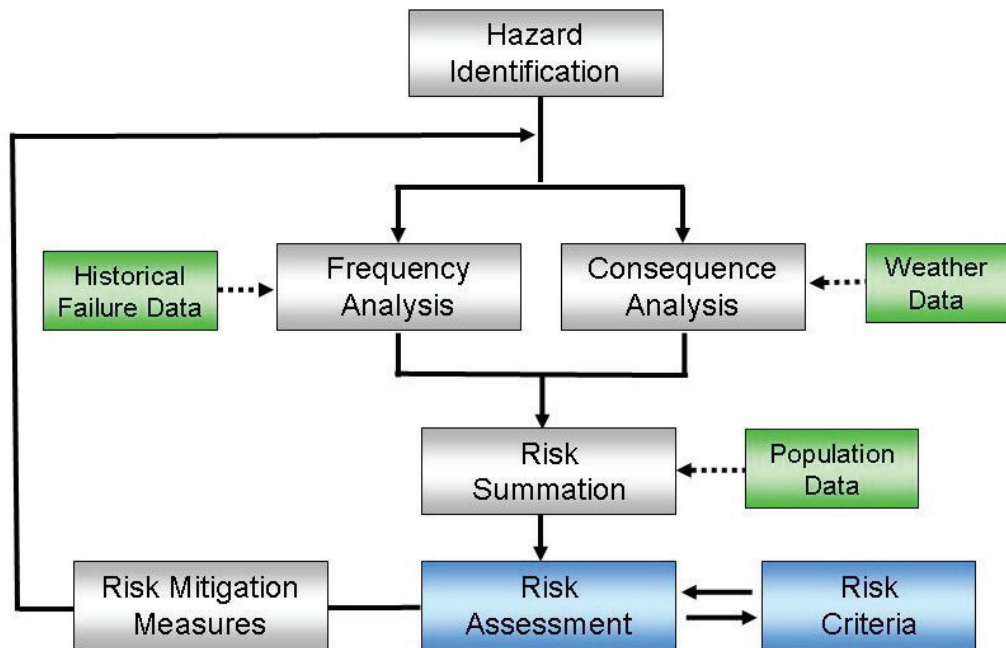 Hazard
Identification
Historical
Failure Data
Frequency
Analysis
Consequence
Analysis
Weather
Data
Risk
Summation
Population
Data
Risk Mitigation
Measures
Risk
Assessment
Risk
Criteria